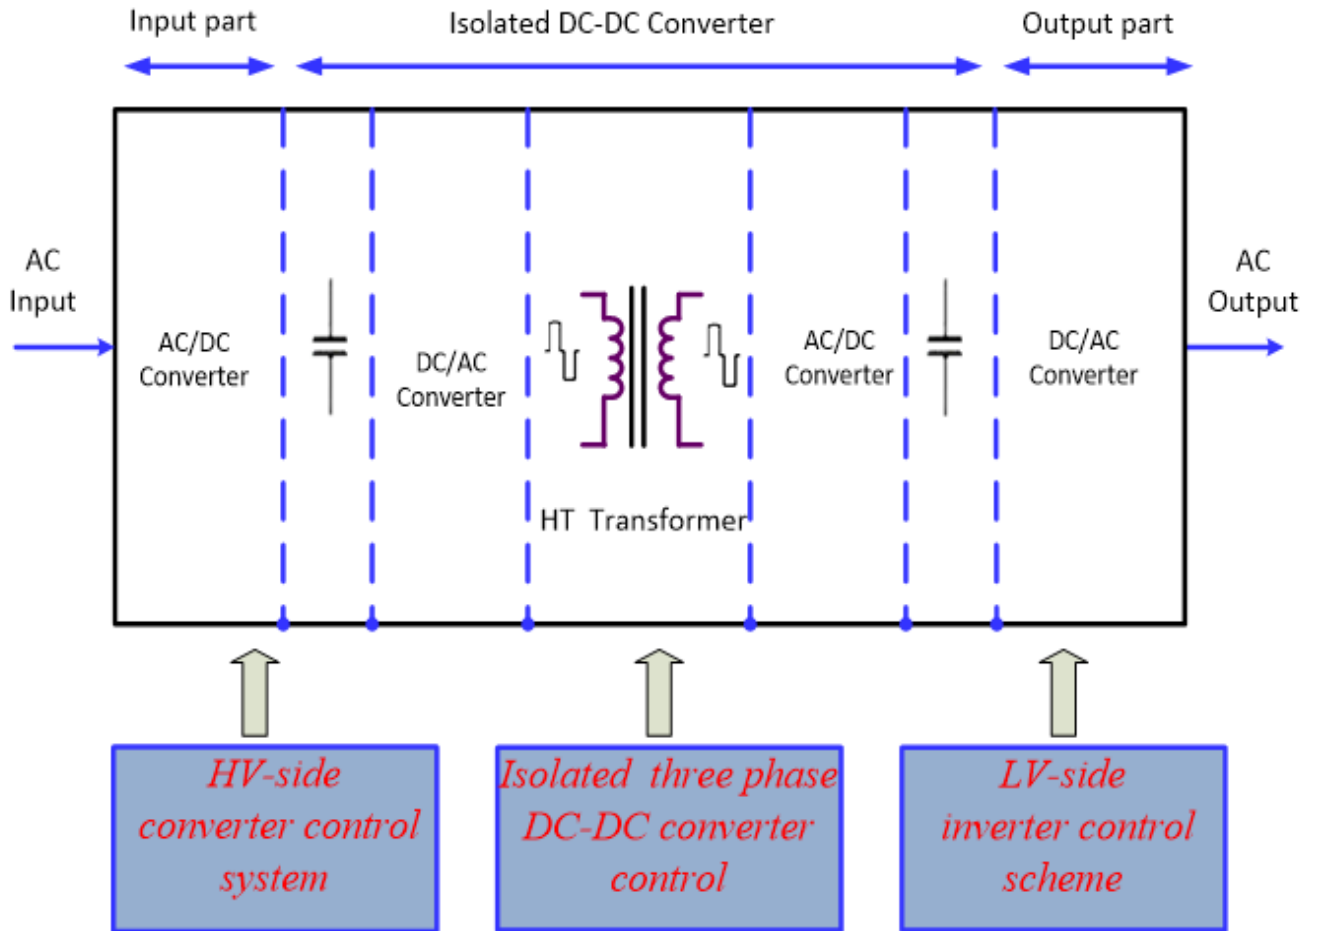 Input part
Isolated DC-DC Converter
Output part
AC
Input
AC/DC
Converter
DC/AC
Converter
HT Transformer
AC/DC
Converter
DC/AC
Converter
AC
Output
HV-side
converter control
system
Isolated three phase
DC-DC converter
control
LV-side
inverter control
scheme